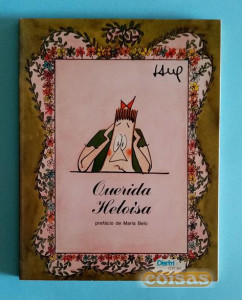 Querida
Heloísa
prefácio de Maria Belo
coisas